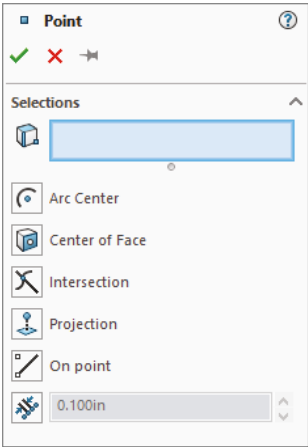 Point
Selections
Arc Center
Center of Face
Intersection
Projection
On point
0.100in